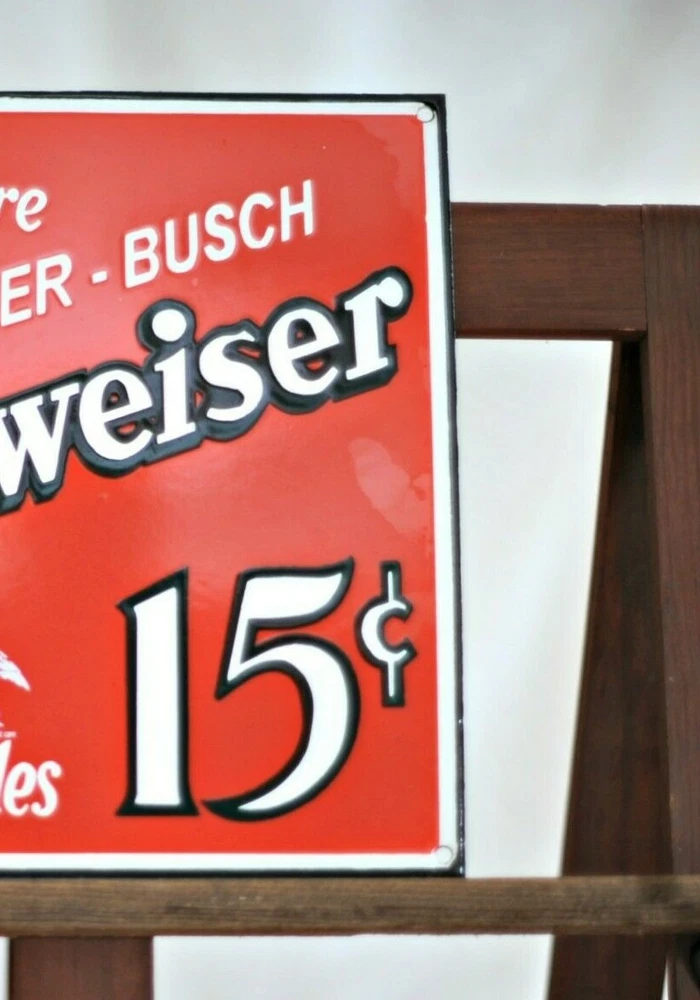 re
ER - BUSCH
weiser
15¢
les